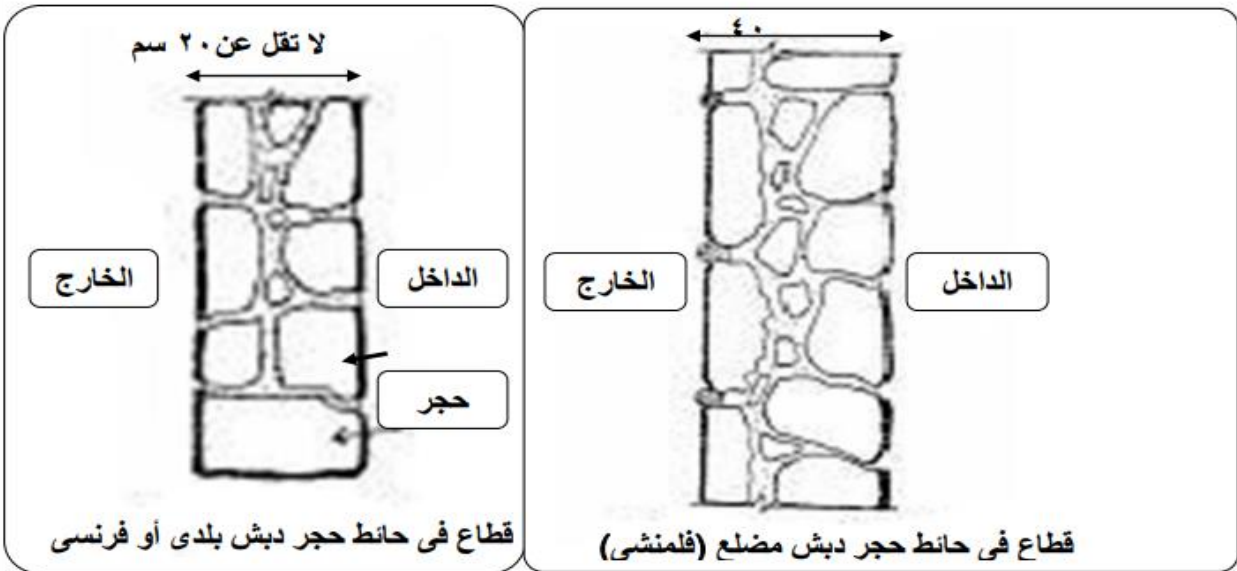 ٤٠
الخارج
الداخل
قطاع فى حائط حجر دبش مضلع (فلمنشى)
لا تقل عن ٢٠ سم
الخارج
الداخل
حجر
قطاع فى حائط حجر دبش بلدى أو فرنسى